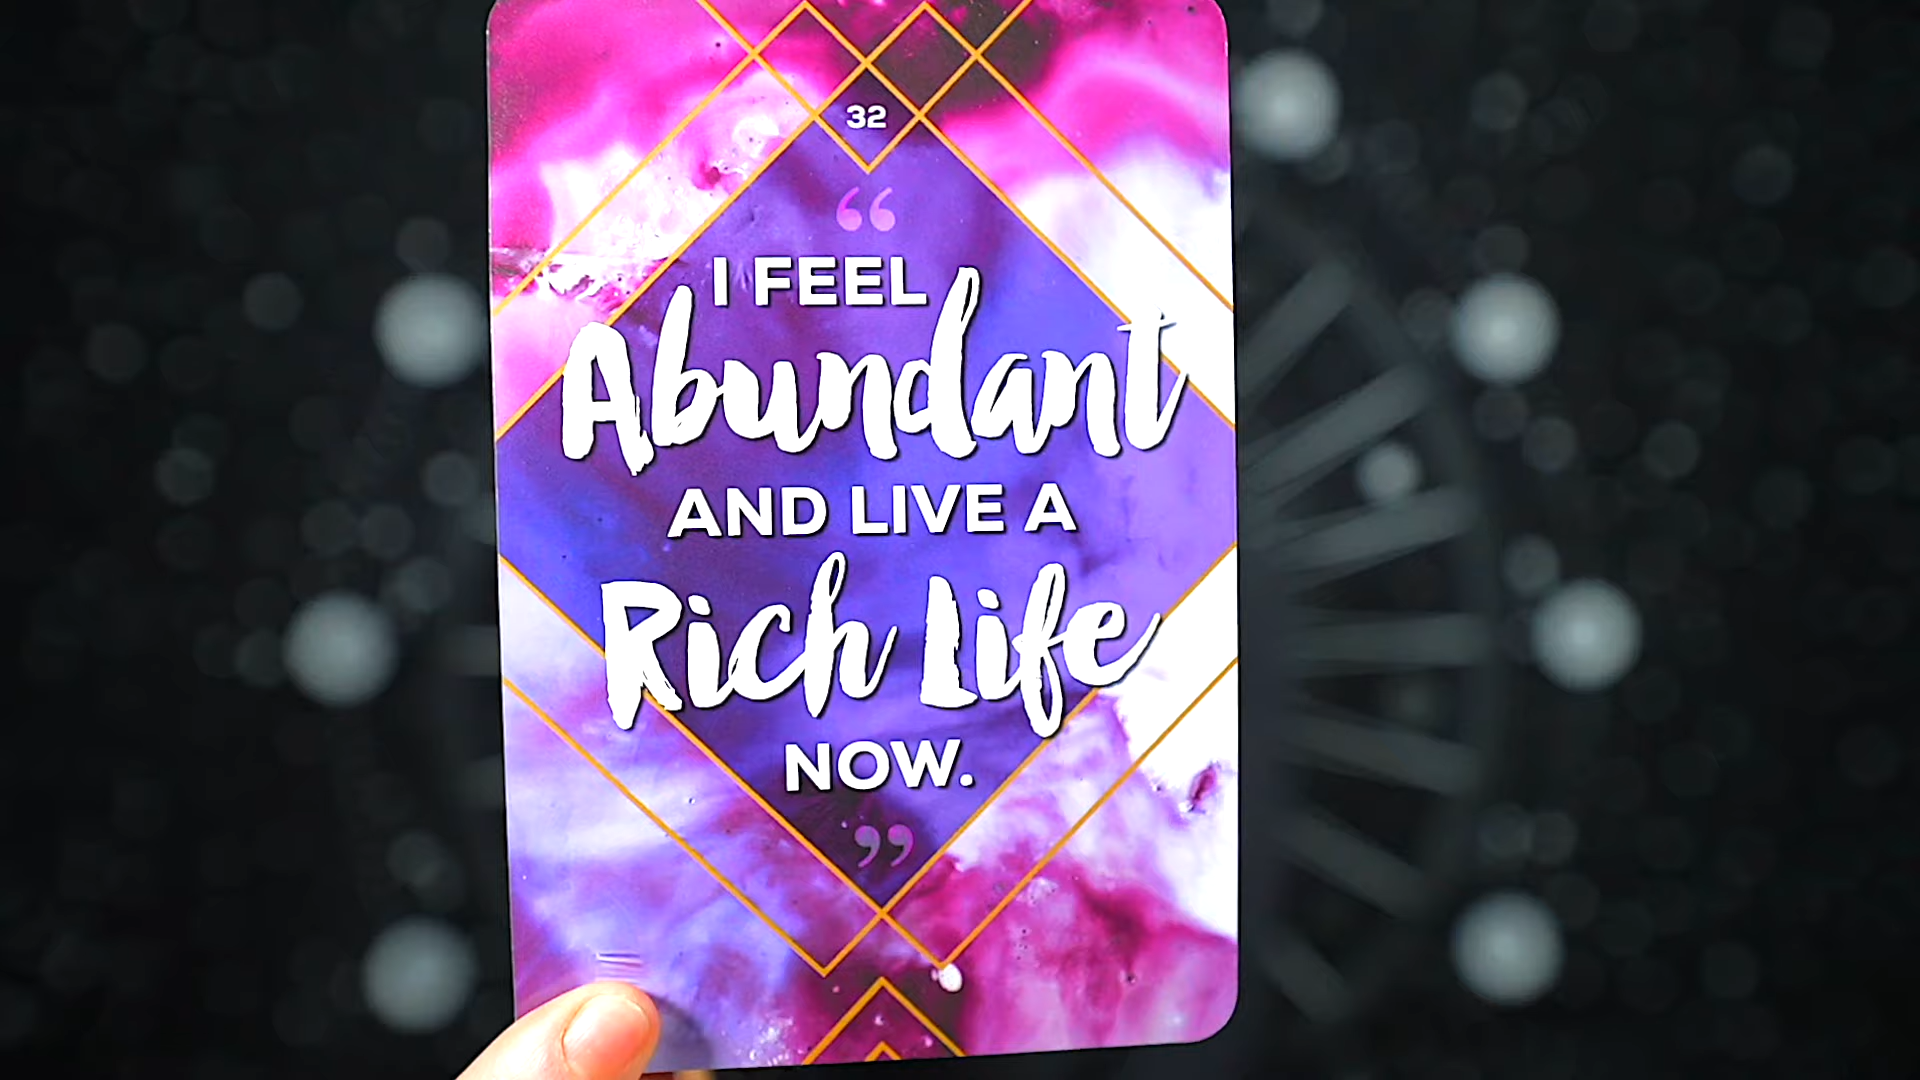 32
“
I FEEL
Abundant
AND LIVE A
Rich Life
NOW.
”